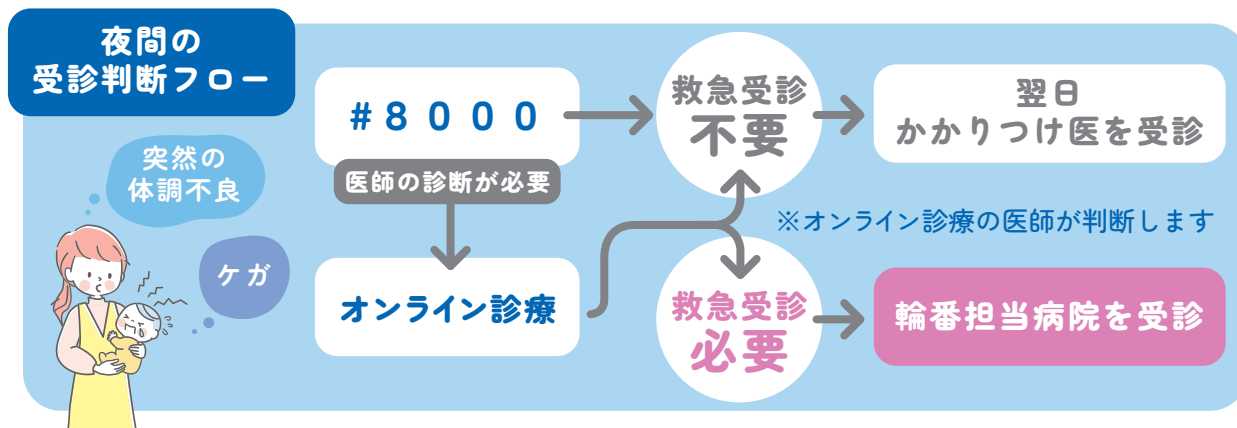 夜間の
受診判断フロー
突然の
体調不良
ケガ
#8000
医師の診断が必要
オンライン診療
救急受診
不要
翌日
かかりつけ医を受診
※オンライン診療の医師が判断します
救急受診
必要
輪番担当病院を受診